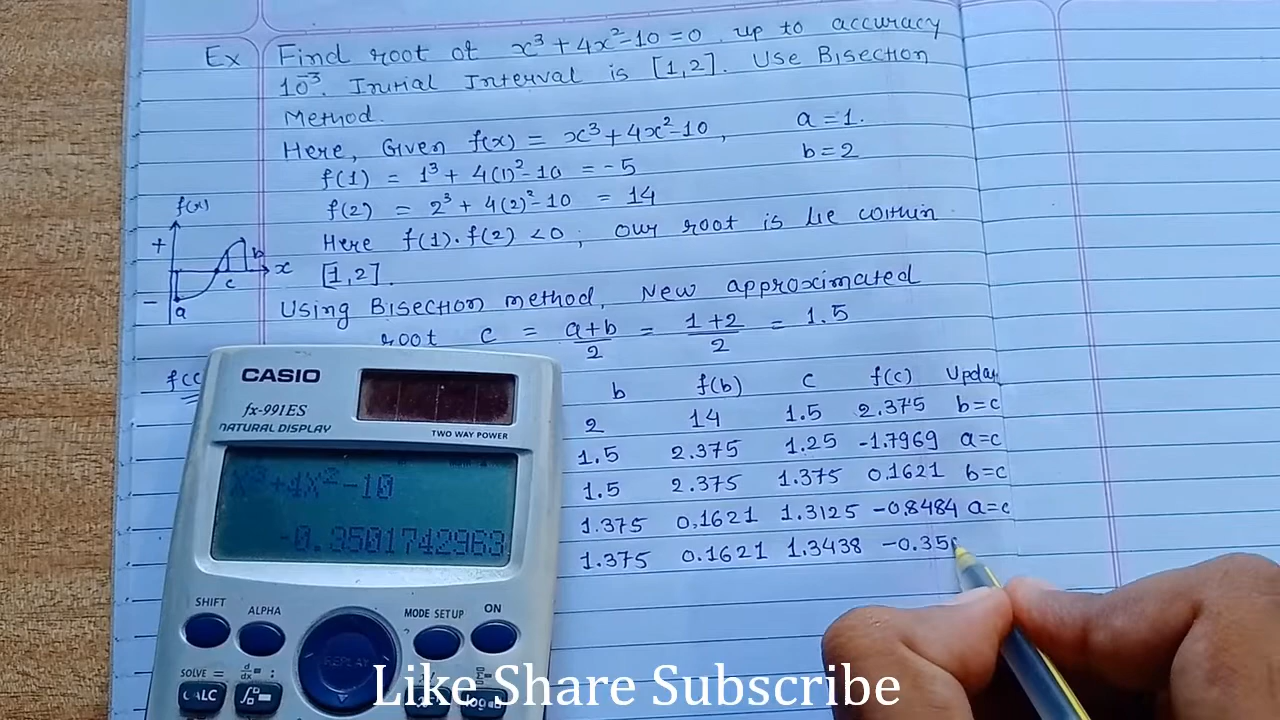 Ex Find root of x³+4x²-10=0 up to accuracy
10⁻³. Initial Interval is [1,2]. Use Bisection
Method.
Here, Given f(x) = x³+4x²-10, a=1.
f(1) = 1³+4(1)²-10 = -5 b=2
f(2) = 2³+4(2)²-10 = 14
Here f(1).f(2) <0; our root is lie within
[1,2].
f(x)
+
b
x
c
-
a
Using Bisection method, New approximated
root c = a+b/2 = 1+2/2 = 1.5
b f(b) c f(c)
2 14 1.5 2.375 b=c
1.5 2.375 1.25 -1.7969 a=c
1.5 2.375 1.375 0.1621 b=c
1.375 0.1621 1.3125 -0.8484 a=c
1.375 0.1621 1.3438 -0.35
CASIO
fx-991ES
NATURAL DISPLAY
TWO WAY POWER
X³+4X²-10
-0.3501742963
SHIFT
ALPHA
MODE SETUP
ON
REPLAY
SOLVE =
CALC
Like Share Subscribe